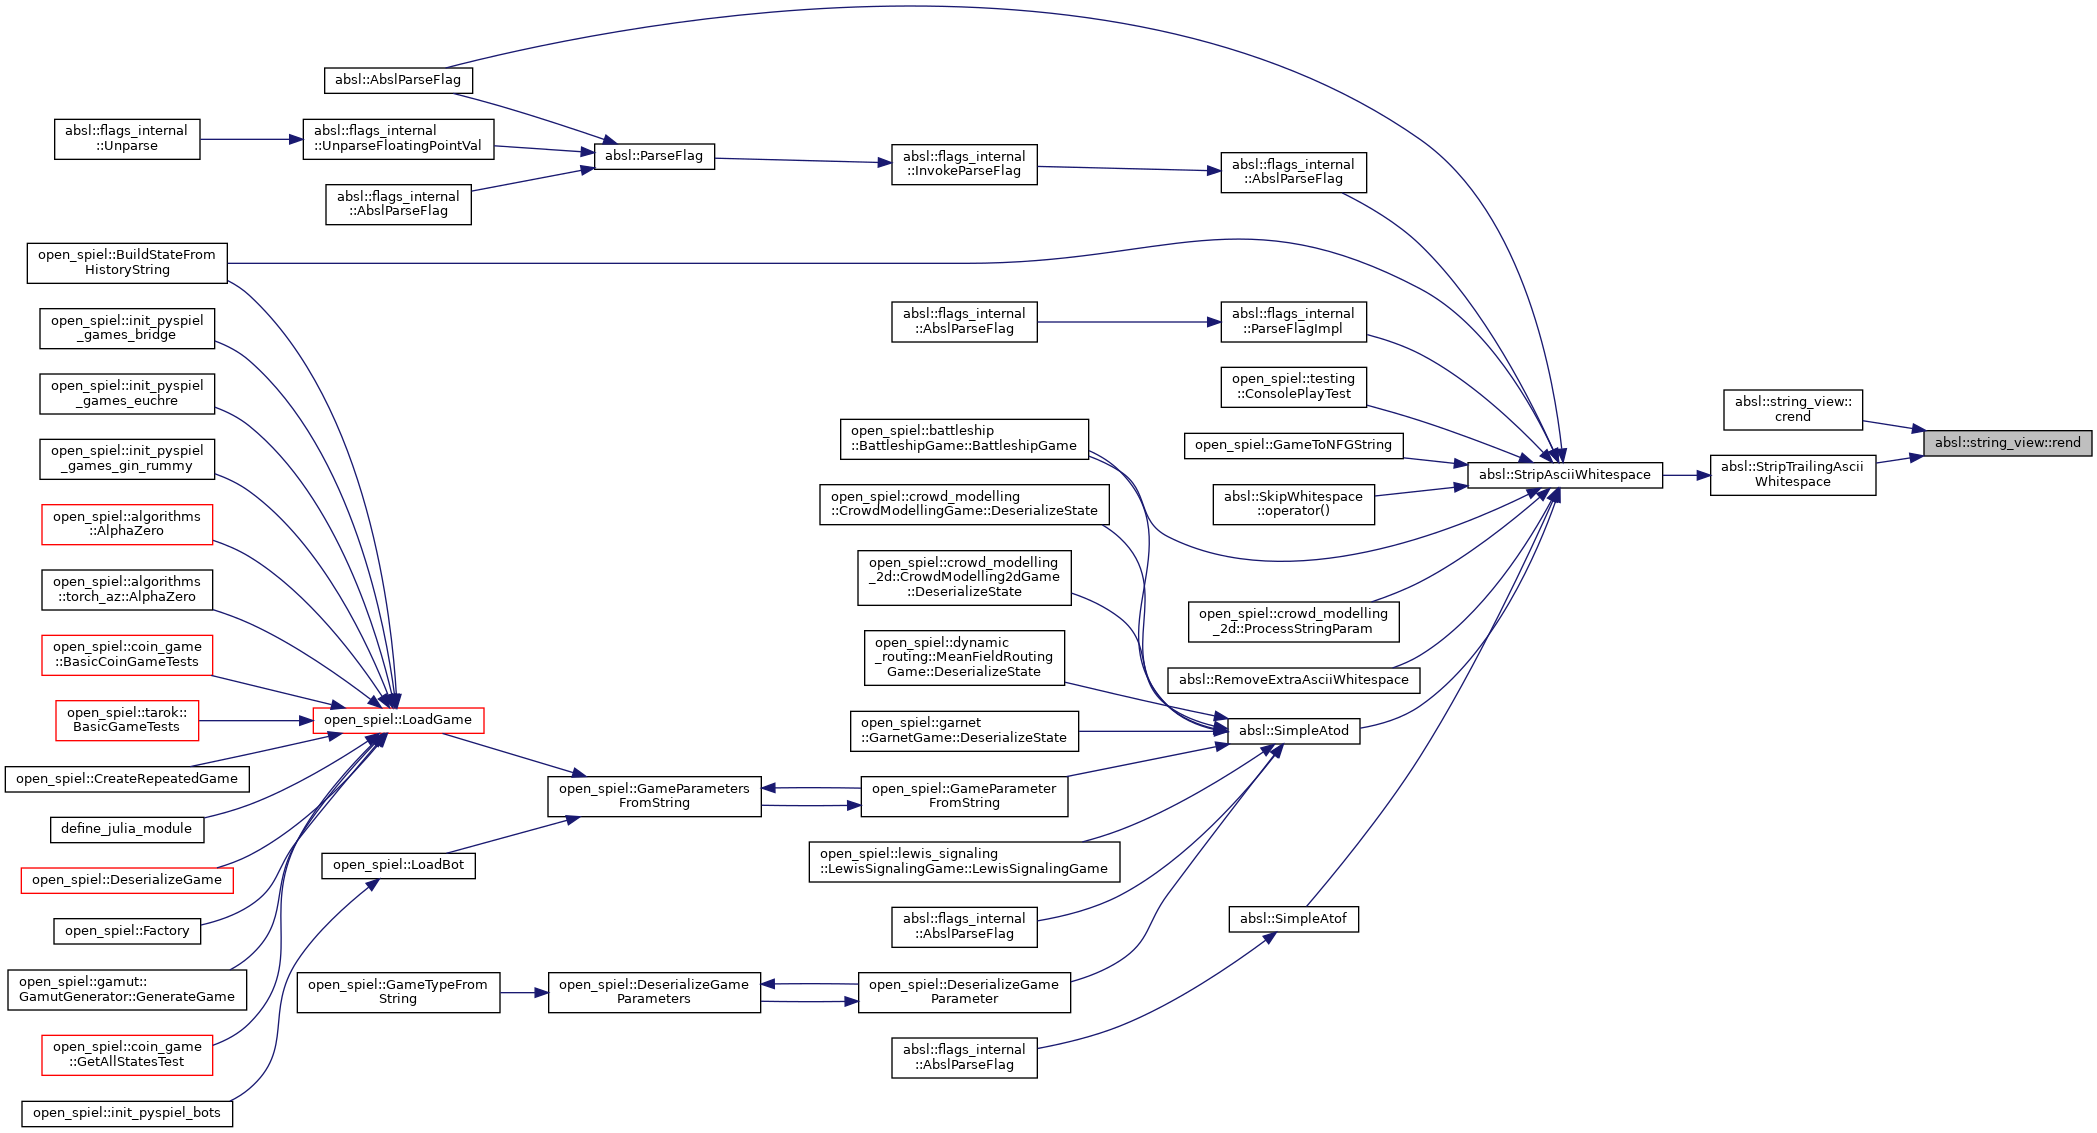 absl::AbslParseFlag
absl::flags_internal
::Unparse
absl::flags_internal
::UnparseFloatingPointVal
absl::ParseFlag
absl::flags_internal
::InvokeParseFlag
absl::flags_internal
::AbslParseFlag
absl::flags_internal
::AbslParseFlag
open_spiel::BuildStateFrom
HistoryString
open_spiel::init_pyspiel
_games_bridge
absl::flags_internal
::AbslParseFlag
absl::flags_internal
::ParseFlagImpl
open_spiel::init_pyspiel
_games_euchre
open_spiel::testing
::ConsolePlayTest
absl::string_view::
crend
absl::string_view::rend
open_spiel::battleship
::BattleshipGame::BattleshipGame
open_spiel::GameToNFGString
open_spiel::init_pyspiel
_games_gin_rummy
absl::StripAsciiWhitespace
absl::StripTrailingAscii
Whitespace
open_spiel::crowd_modelling
::CrowdModellingGame::DeserializeState
absl::SkipWhitespace
::operator()
open_spiel::algorithms
::AlphaZero
open_spiel::crowd_modelling
_2d::CrowdModelling2dGame
::DeserializeState
open_spiel::algorithms
::torch_az::AlphaZero
open_spiel::crowd_modelling
_2d::ProcessStringParam
open_spiel::coin_game
::BasicCoinGameTests
open_spiel::dynamic
_routing::MeanFieldRouting
Game::DeserializeState
absl::RemoveExtraAsciiWhitespace
open_spiel::tarok::
BasicGameTests
open_spiel::LoadGame
open_spiel::garnet
::GarnetGame::DeserializeState
absl::SimpleAtod
open_spiel::CreateRepeatedGame
open_spiel::GameParameters
FromString
open_spiel::GameParameter
FromString
define_julia_module
open_spiel::LoadBot
open_spiel::lewis_signaling
::LewisSignalingGame::LewisSignalingGame
open_spiel::DeserializeGame
open_spiel::Factory
absl::flags_internal
::AbslParseFlag
absl::SimpleAtof
open_spiel::gamut::
GamutGenerator::GenerateGame
open_spiel::GameTypeFrom
String
open_spiel::DeserializeGame
Parameters
open_spiel::DeserializeGame
Parameter
open_spiel::coin_game
::GetAllStatesTest
absl::flags_internal
::AbslParseFlag
open_spiel::init_pyspiel_bots